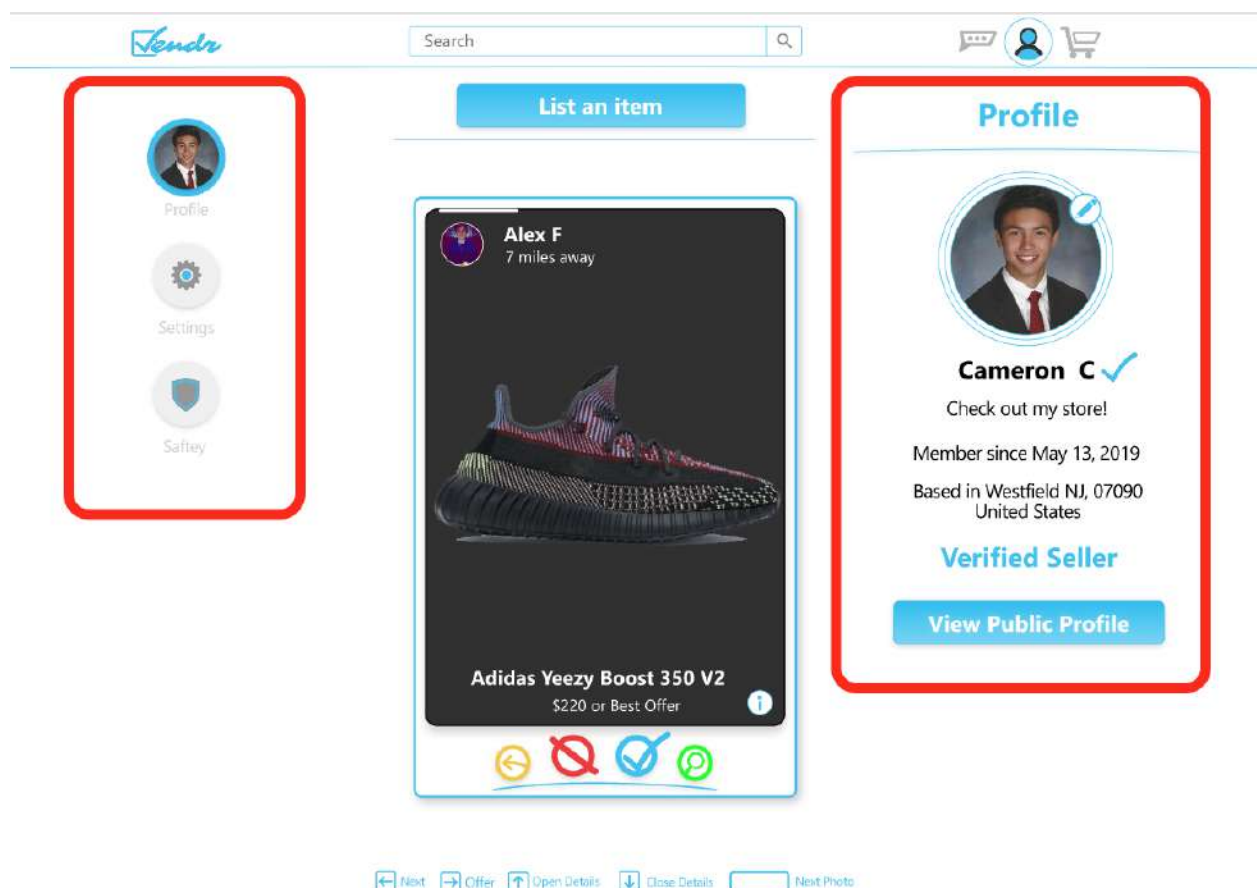 Vendr
Search
List an item
Profile
Settings
Saftey
Alex F
7 miles away
Adidas Yeezy Boost 350 V2
$220 or Best Offer
Profile
Cameron C
Check out my store!
Member since May 13, 2019
Based in Westfield NJ, 07090
United States
Verified Seller
View Public Profile
Next Offer Open Details Close Details Next Photo